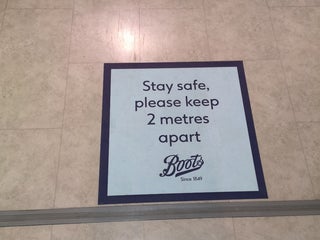 Stay safe,
please keep
2 metres
apart
Boots
Since 1849